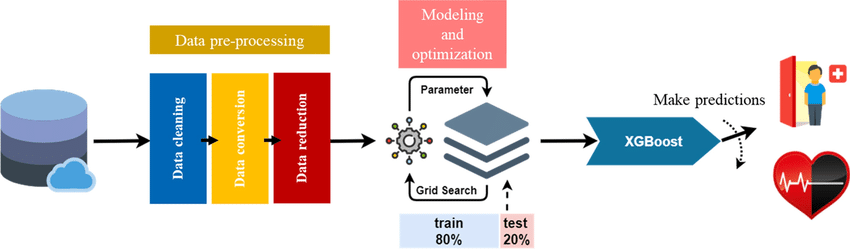 Data pre-processing
Data cleaning
Data conversion
Data reduction
Modeling
and
optimization
Parameter
Grid Search
train
80%
test
20%
XGBoost
Make predictions